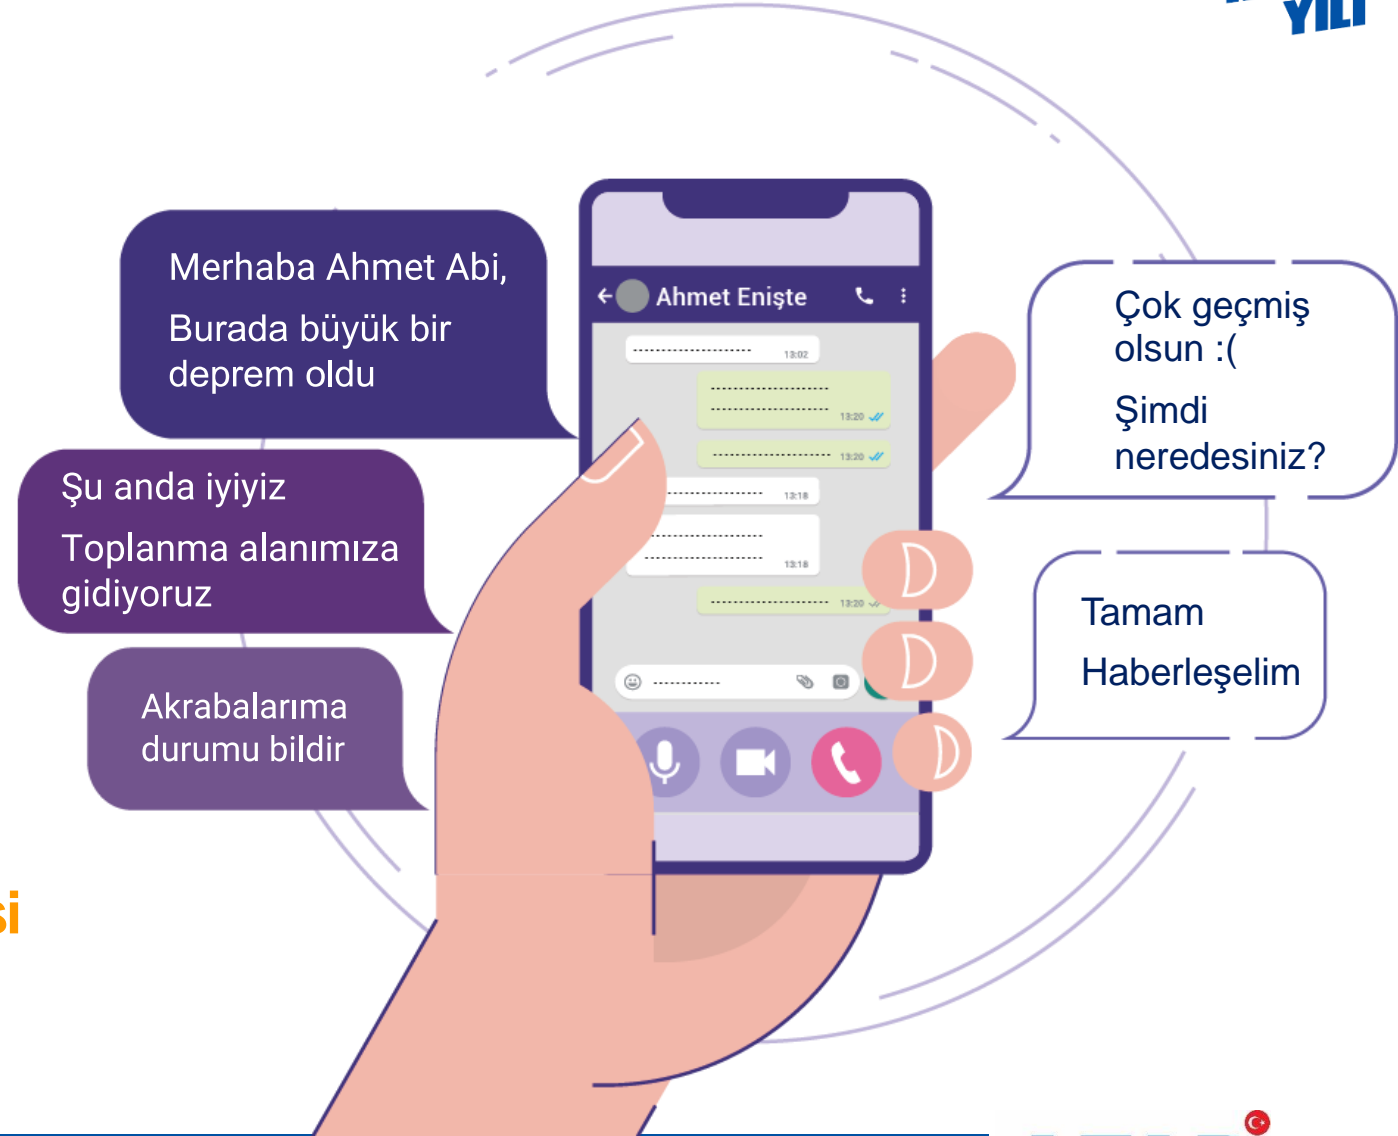 YILI
Merhaba Ahmet Abi,
Burada büyük bir
deprem oldu
Şu anda iyiyiz
Toplanma alanımıza
gidiyoruz
Akrabalarıma
durumu bildir
Ahmet Enişte
13:02
13:20
13:20
13:18
13:18
13:20
Çok geçmiş
olsun :(
Şimdi
neredesiniz?
Tamam
Haberleşelim
si